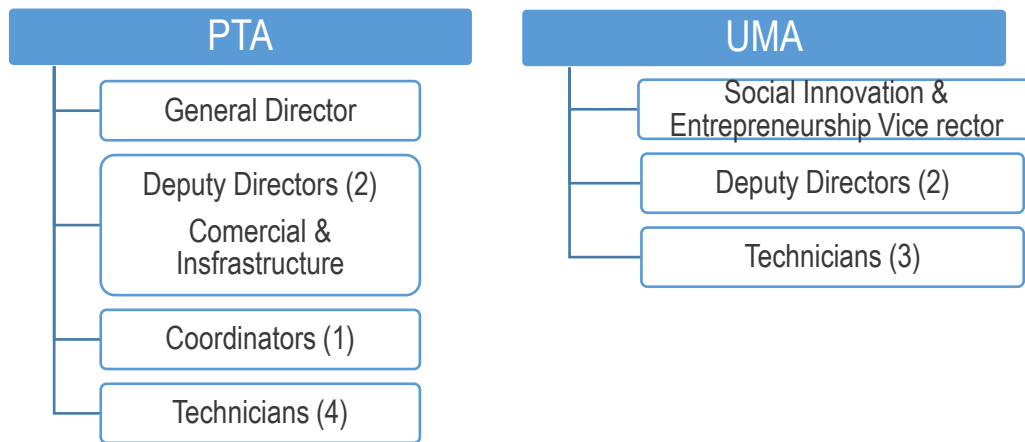 PTA
General Director
Deputy Directors (2)
Comercial &
Insfrastructure
Coordinators (1)
Technicians (4)
UMA
Social Innovation &
Entrepreneurship Vice rector
Deputy Directors (2)
Technicians (3)